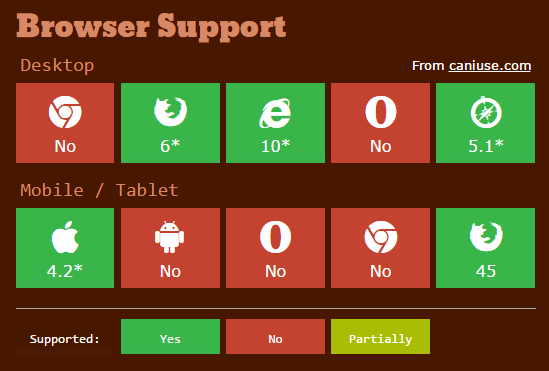 Browser Support
Desktop From caniuse.com
No 6* 10* No 5.1*
Mobile / Tablet
4.2* No No No 45
Supported: Yes No Partially